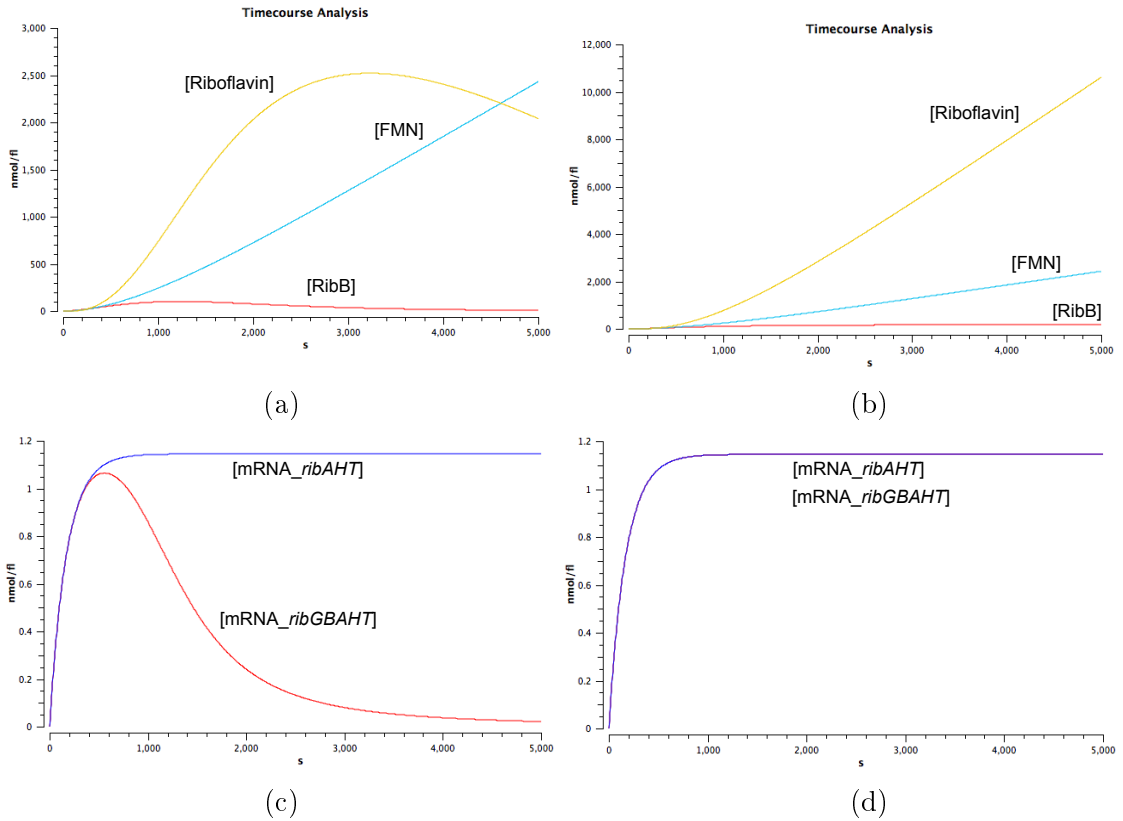 Timecourse Analysis
3,000
2,500
2,000
1,500
1,000
500
0
nmol/fl
[Riboflavin]
[FMN]
[RibB]
0 1,000 2,000 3,000 4,000 5,000
s
(a)
Timecourse Analysis
12,000
10,000
8,000
6,000
4,000
2,000
0
nmol/fl
[Riboflavin]
[FMN]
[RibB]
0 1,000 2,000 3,000 4,000 5,000
s
(b)
1.2
1
0.8
0.6
0.4
0.2
0
nmol/fl
[mRNA_ribAHT]
[mRNA_ribGBAHT]
0 1,000 2,000 3,000 4,000 5,000
s
(c)
1.2
1
0.8
0.6
0.4
0.2
0
nmol/fl
[mRNA_ribAHT]
[mRNA_ribGBAHT]
0 1,000 2,000 3,000 4,000 5,000
s
(d)